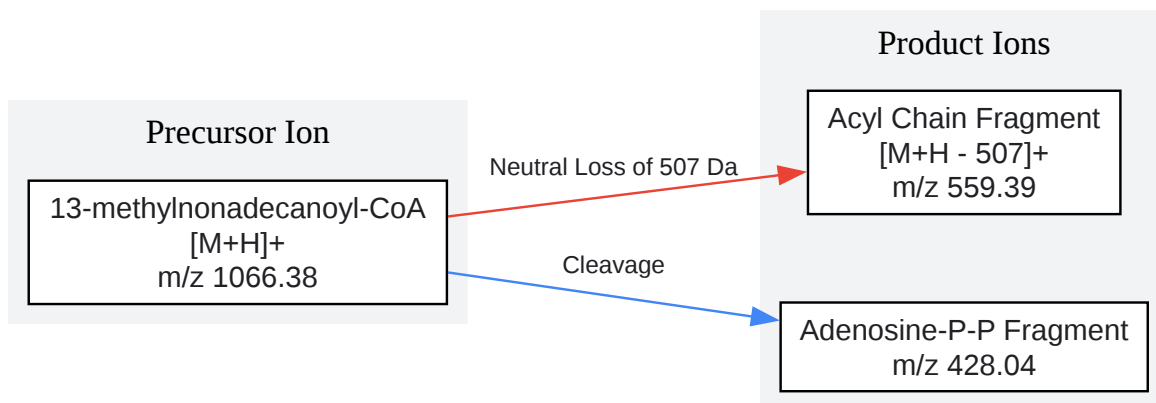 Precursor Ion
13-methylnonadecanoyl-CoA
[M+H]+
m/z 1066.38
Neutral Loss of 507 Da
Cleavage
Product Ions
Acyl Chain Fragment
[M+H - 507]+
m/z 559.39
Adenosine-P-P Fragment
m/z 428.04